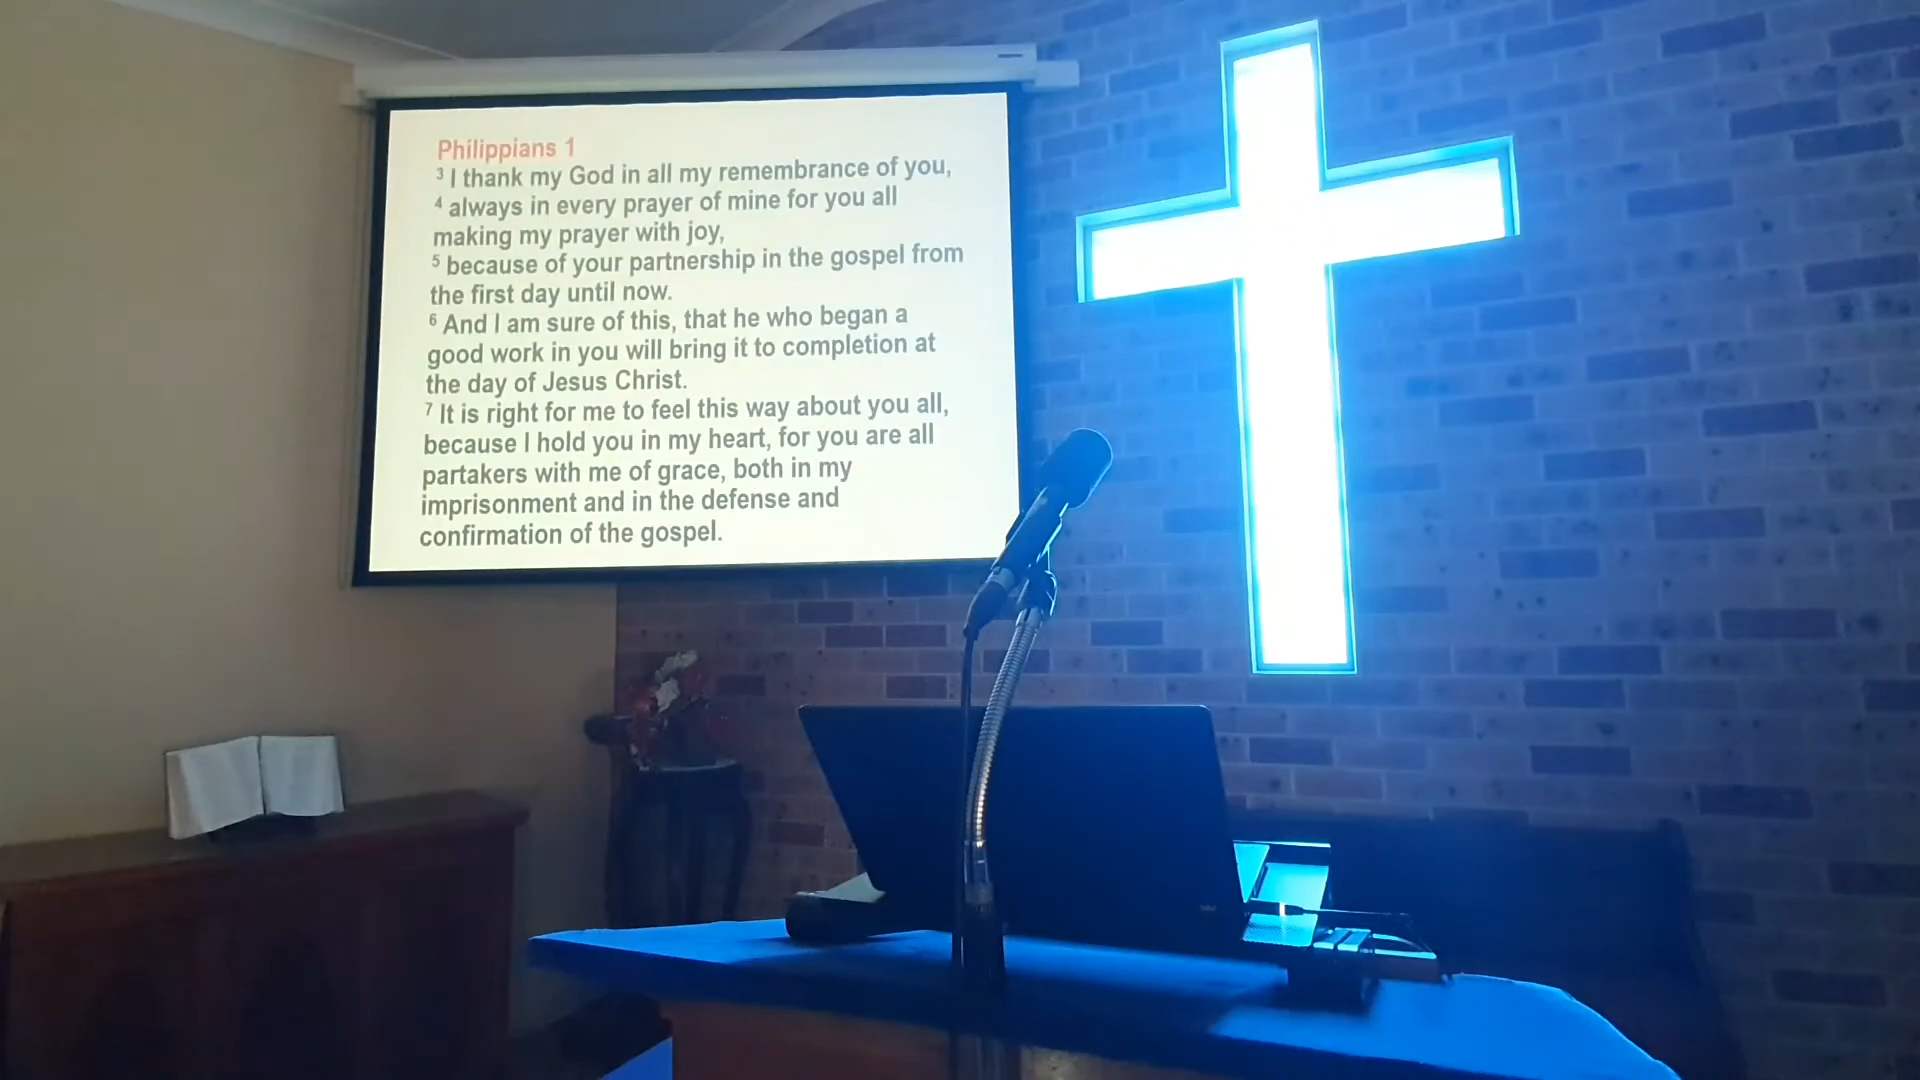 Philippians 1
3 I thank my God in all my remembrance of you,
4 always in every prayer of mine for you all
making my prayer with joy,
5 because of your partnership in the gospel from
the first day until now.
6 And I am sure of this, that he who began a
good work in you will bring it to completion at
the day of Jesus Christ.
7 It is right for me to feel this way about you all,
because I hold you in my heart, for you are all
partakers with me of grace, both in my
imprisonment and in the defense and
confirmation of the gospel.